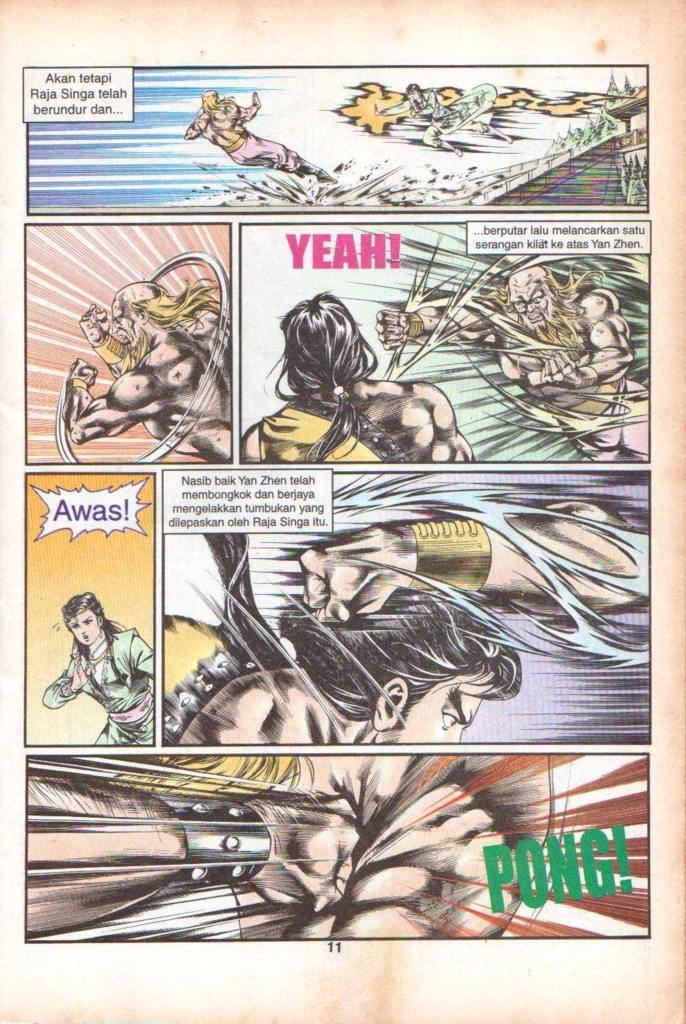 Akan tetapi
Raja Singa telah
berundur dan...
YEAH!
...berputar lalu melancarkan satu
serangan kilat ke atas Yan Zhen.
Awas!
Nasib baik Yan Zhen telah
membongkok dan berjaya
mengelakkan tumbukan yang
dilepaskan oleh Raja Singa itu.
PONG!
11